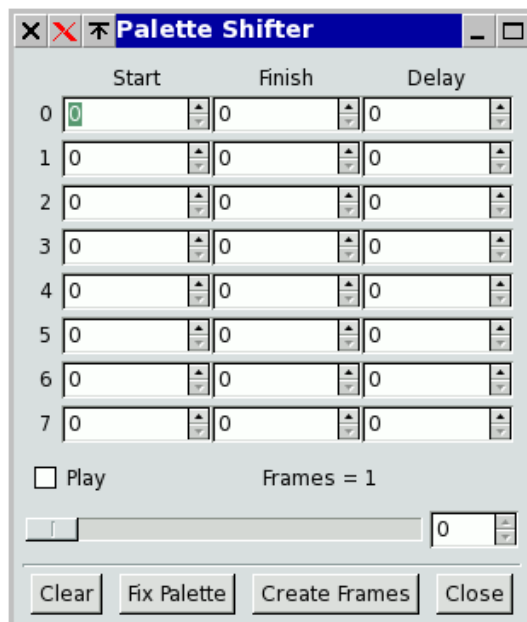 Palette Shifter
Start Finish Delay
0 0 0 0
1 0 0 0
2 0 0 0
3 0 0 0
4 0 0 0
5 0 0 0
6 0 0 0
7 0 0 0
Play Frames = 1
0
Clear Fix Palette Create Frames Close